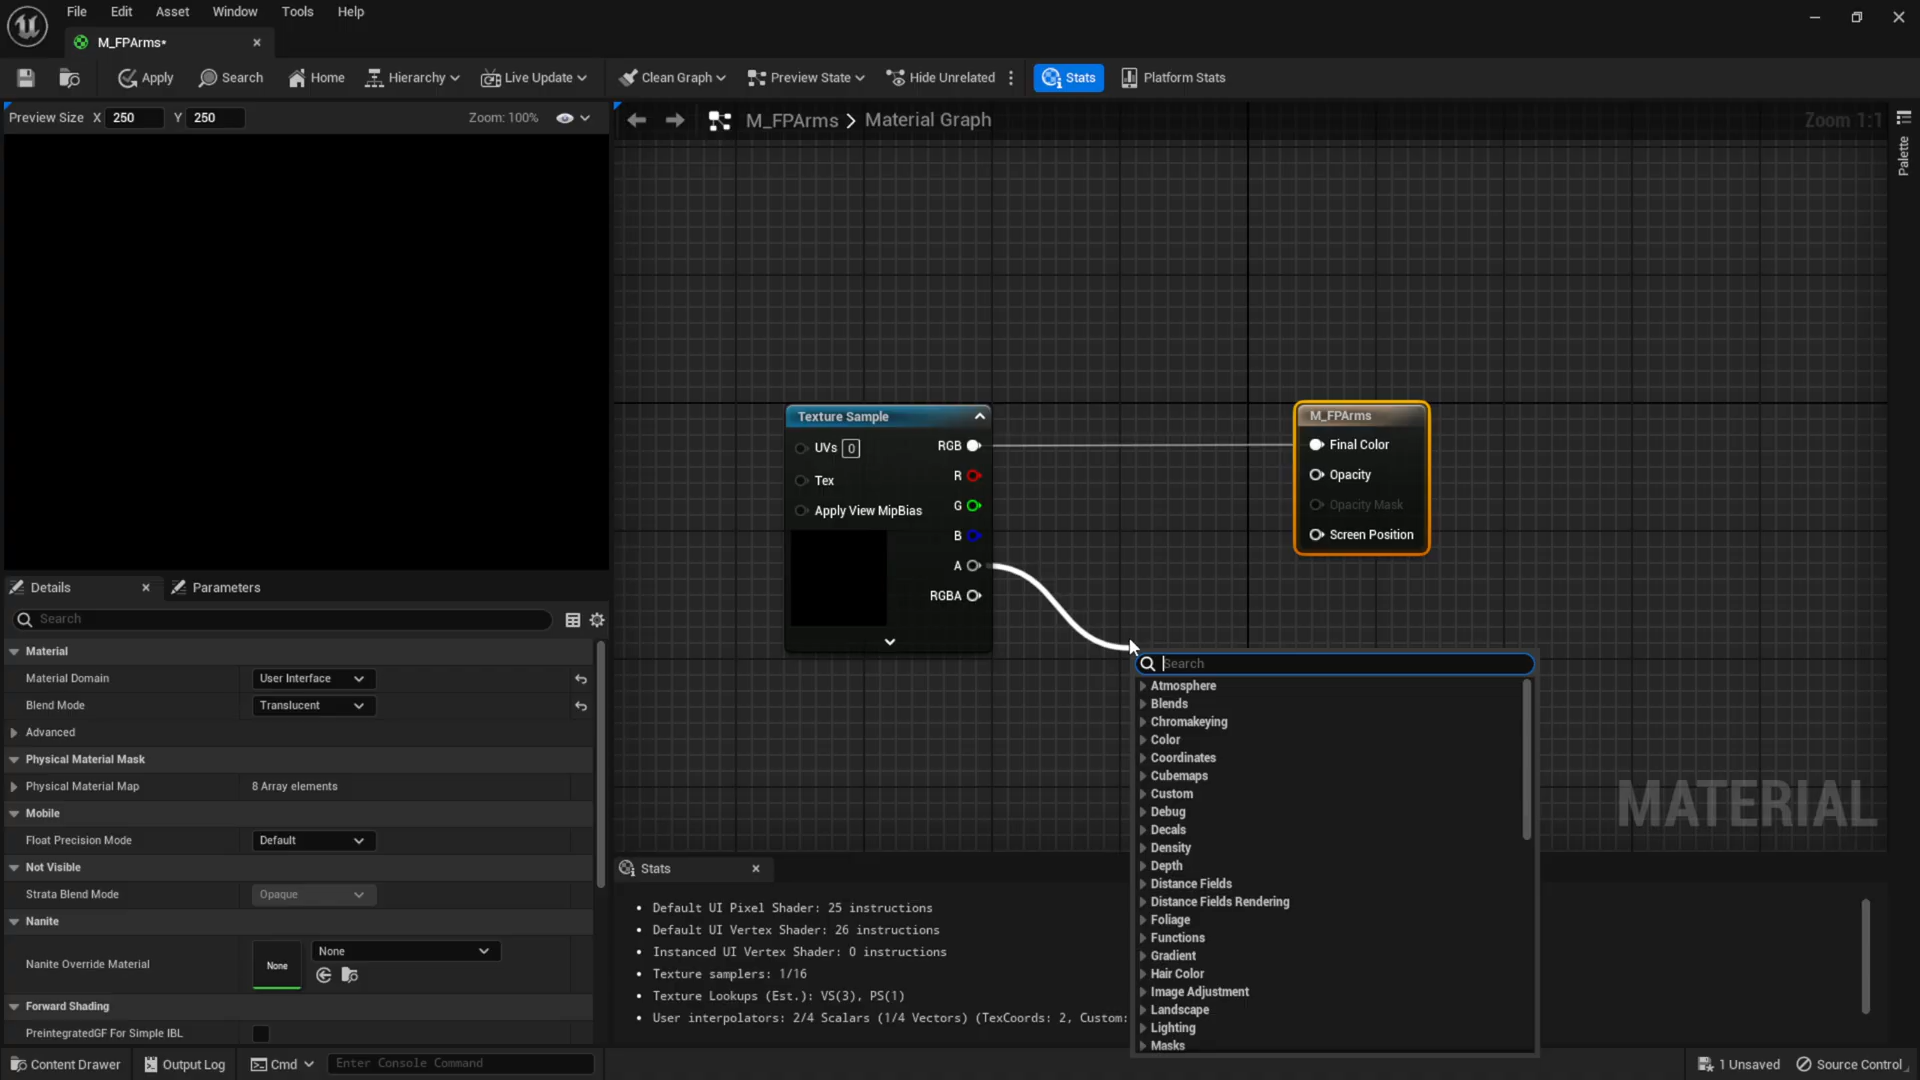 File Edit Asset Window Tools Help
M_FPArms*
Apply Search Home Hierarchy Live Update Clean Graph Preview State Hide Unrelated Stats Platform Stats
Preview Size X 250 Y 250 Zoom: 100%
M_FPArms > Material Graph
Zoom 1:1
Palette
Texture Sample
UVs 0
Tex
Apply View MipBias
RGB
R
G
B
A
RGBA
M_FPArms
Final Color
Opacity
Opacity Mask
Screen Position
Search
Atmosphere
Blends
Chromakeying
Color
Coordinates
Cubemaps
Custom
Debug
Decals
Density
Depth
Distance Fields
Distance Fields Rendering
Foliage
Functions
Gradient
Hair Color
Image Adjustment
Landscape
Lighting
Masks
MATERIAL
Details Parameters
Search
Material
Material Domain User Interface
Blend Mode Translucent
Advanced
Physical Material Mask
Physical Material Map 8 Array elements
Mobile
Float Precision Mode Default
Not Visible
Strata Blend Mode Opaque
Nanite
Nanite Override Material None None
Forward Shading
PreintegratedGF For Simple IBL
Stats
Default UI Pixel Shader: 25 instructions
Default UI Vertex Shader: 26 instructions
Instanced UI Vertex Shader: 0 instructions
Texture samplers: 1/16
Texture Lookups (Est.): VS(3), PS(1)
User interpolators: 2/4 Scalars (1/4 Vectors) (TexCoords: 2, Custom:
Content Drawer Output Log Cmd Enter Console Command
1 Unsaved Source Control